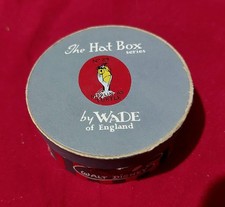 The Hat Box
series
by WADE
of England
WALT DISNEY